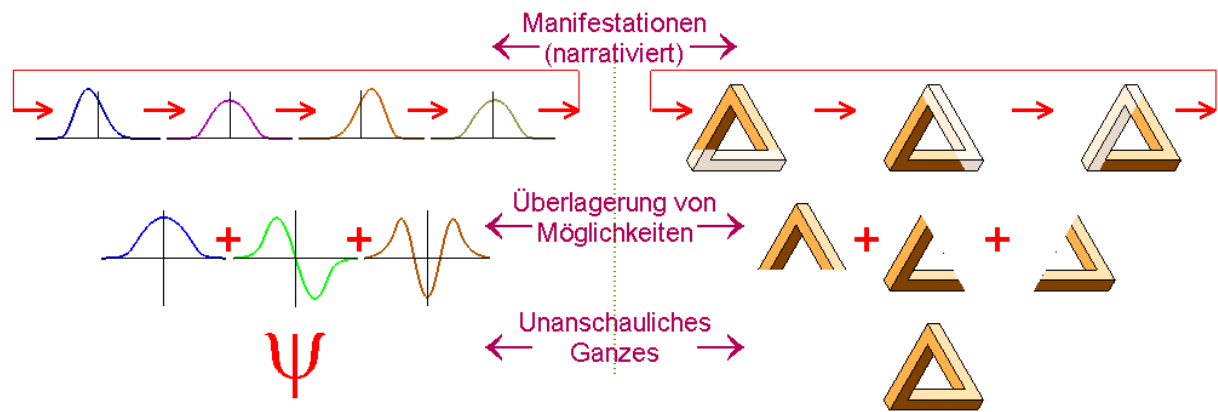 Manifestationen
(narrativiert)
Überlagerung von
Möglichkeiten
+ + + +
Unanschauliches
Ganzes
ψ